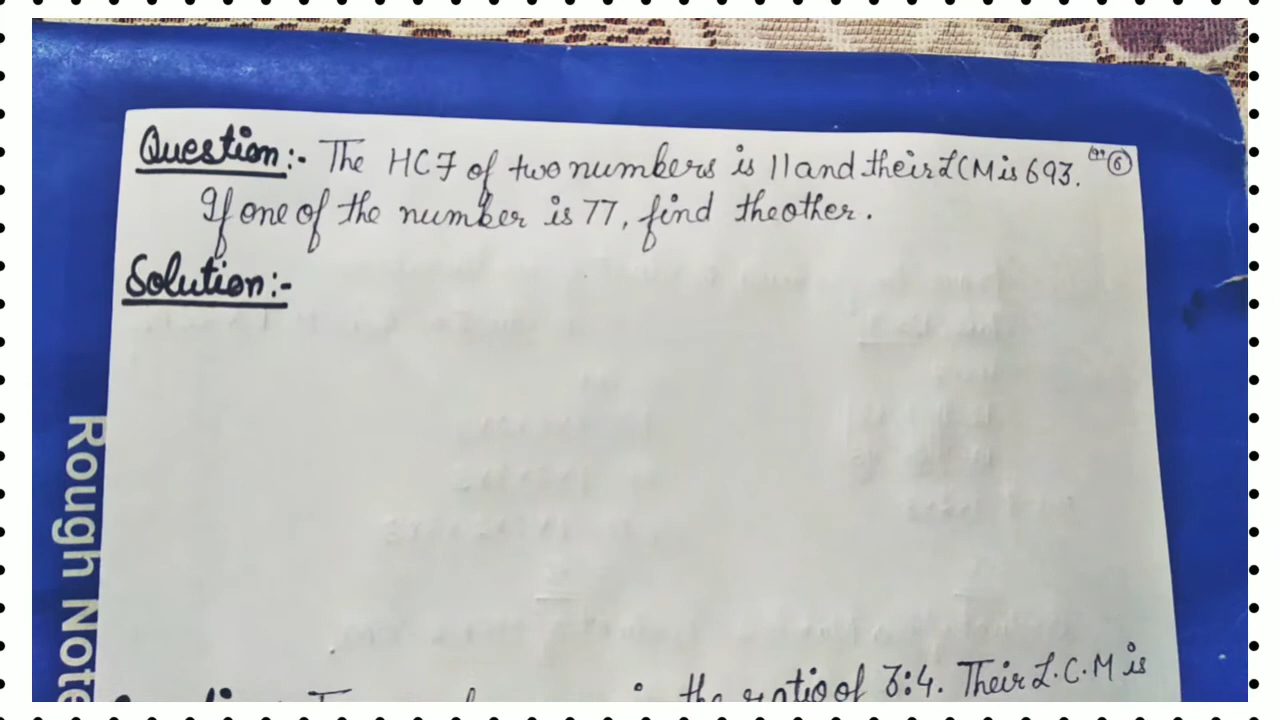 Question:- The HCF of two numbers is 11 and their LCM is 693. (6)
If one of the number is 77, find the other.
Solution:-
Rough Note
the ratio of 3:4. Their L.C.M is